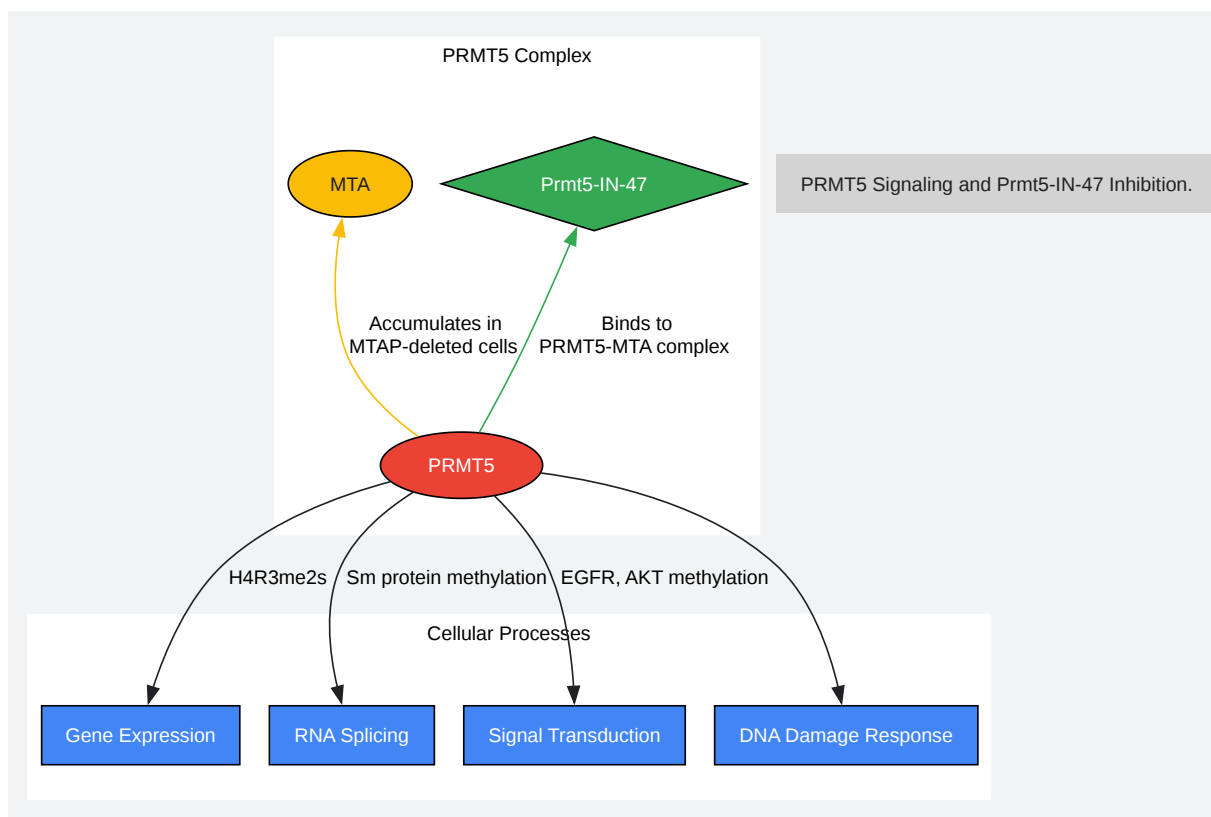 PRMT5 Complex
MTA
Prmt5-IN-47
PRMT5 Signaling and Prmt5-IN-47 Inhibition.
Accumulates in
MTAP-deleted cells
Binds to
PRMT5-MTA complex
PRMT5
H4R3me2s
Sm protein methylation
EGFR, AKT methylation
Cellular Processes
Gene Expression
RNA Splicing
Signal Transduction
DNA Damage Response